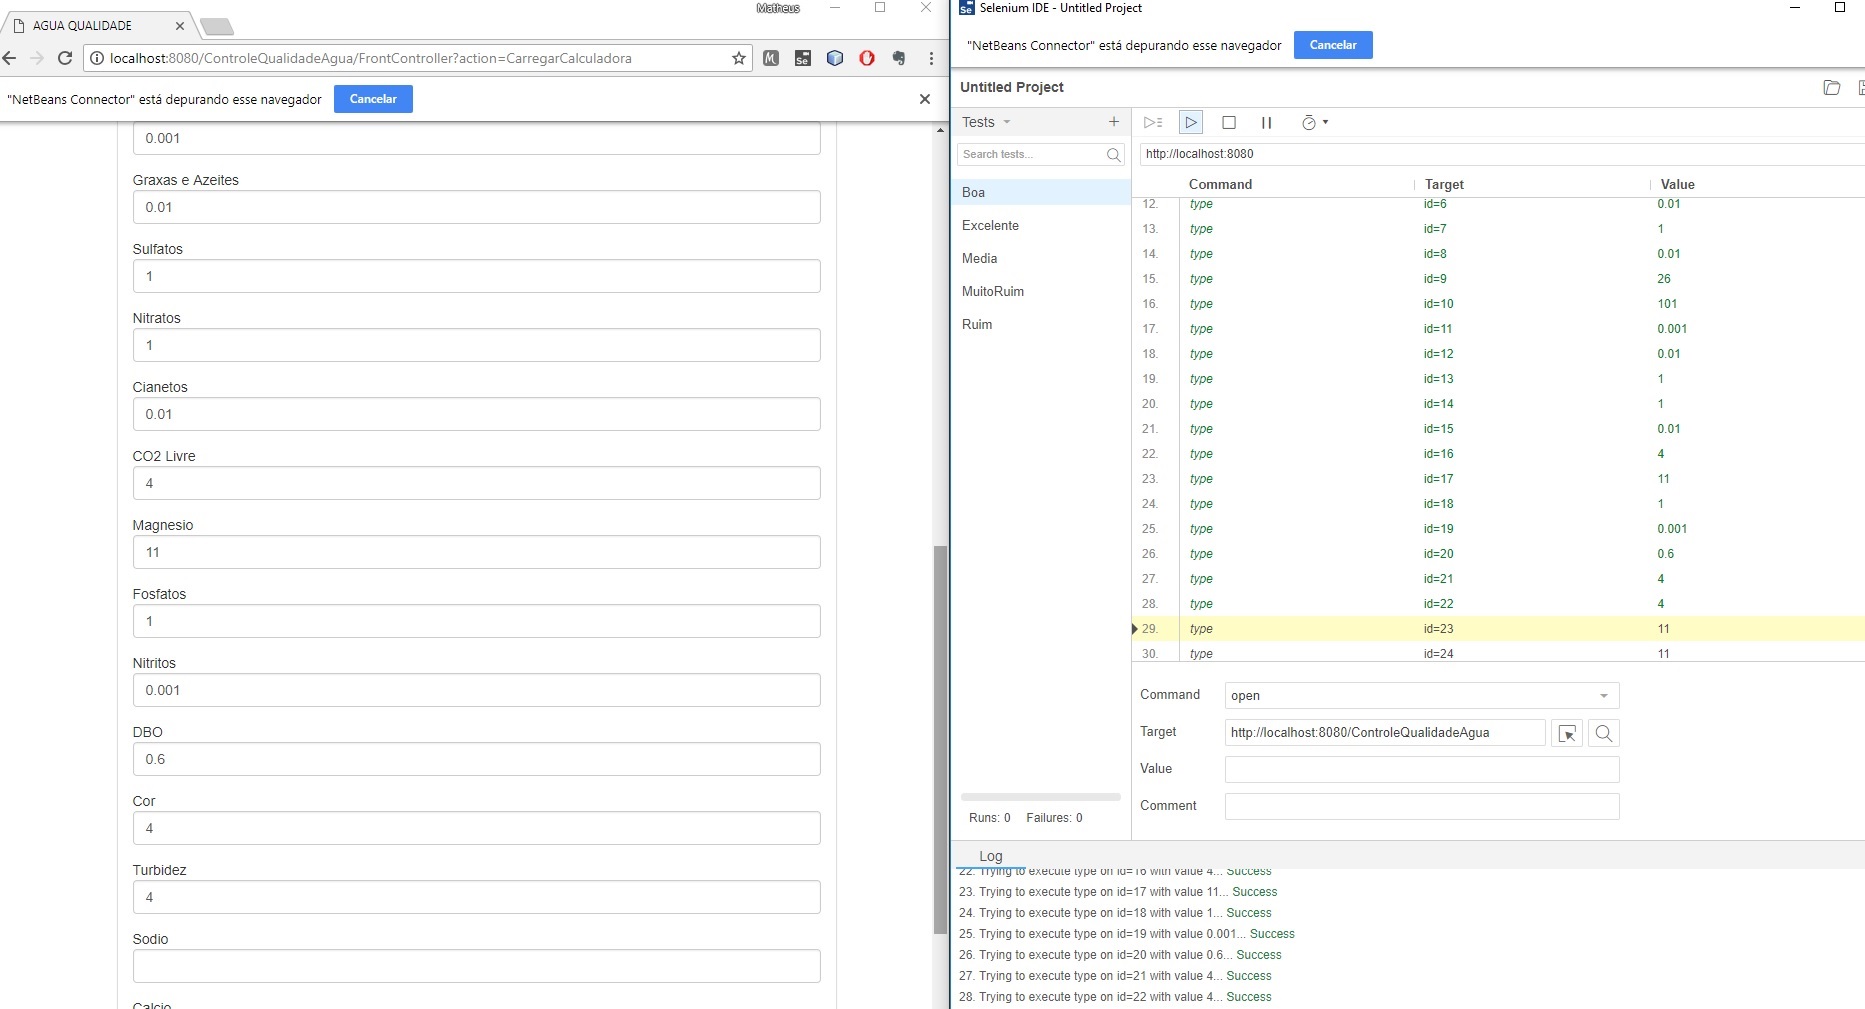 Matheus
AGUA QUALIDADE
localhost:8080/ControleQualidadeAgua/FrontController?action=CarregarCalculadora
"NetBeans Connector" está depurando esse navegador
Cancelar
0.001
Graxas e Azeites
0.01
Sulfatos
1
Nitratos
1
Cianetos
0.01
CO2 Livre
4
Magnesio
11
Fosfatos
1
Nitritos
0.001
DBO
0.6
Cor
4
Turbidez
4
Sodio
Calcio
Se Selenium IDE - Untitled Project
"NetBeans Connector" está depurando esse navegador
Cancelar
Untitled Project
Tests
Search tests...
Boa
Excelente
Media
MuitoRuim
Ruim
Runs: 0 Failures: 0
http://localhost:8080
Command Target Value
12. type id=6 0.01
13. type id=7 1
14. type id=8 0.01
15. type id=9 26
16. type id=10 101
17. type id=11 0.001
18. type id=12 0.01
19. type id=13 1
20. type id=14 1
21. type id=15 0.01
22. type id=16 4
23. type id=17 11
24. type id=18 1
25. type id=19 0.001
26. type id=20 0.6
27. type id=21 4
28. type id=22 4
29. type id=23 11
30. type id=24 11
Command open
Target http://localhost:8080/ControleQualidadeAgua
Value
Comment
Log
22. Trying to execute type on id=16 with value 4... Success
23. Trying to execute type on id=17 with value 11... Success
24. Trying to execute type on id=18 with value 1... Success
25. Trying to execute type on id=19 with value 0.001... Success
26. Trying to execute type on id=20 with value 0.6... Success
27. Trying to execute type on id=21 with value 4... Success
28. Trying to execute type on id=22 with value 4... Success